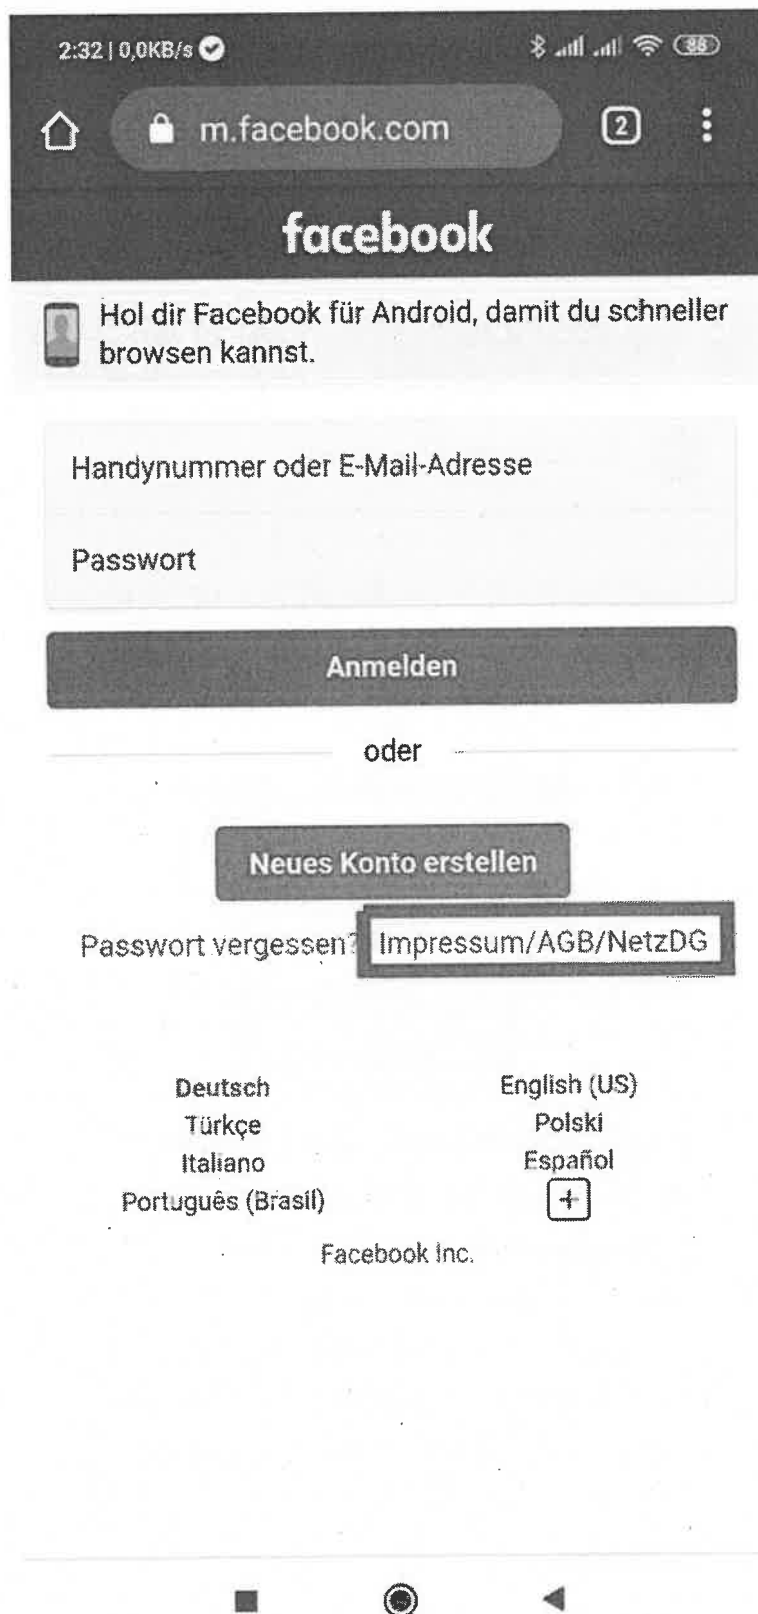 2:32 | 0,0KB/s
88
m.facebook.com
2
facebook
Hol dir Facebook für Android, damit du schneller
browsen kannst.
Handynummer oder E-Mail-Adresse
Passwort
Anmelden
oder
Neues Konto erstellen
Passwort vergessen? Impressum/AGB/NetzDG
Deutsch English (US)
Türkçe Polski
Italiano Español
Português (Brasil)
Facebook Inc.